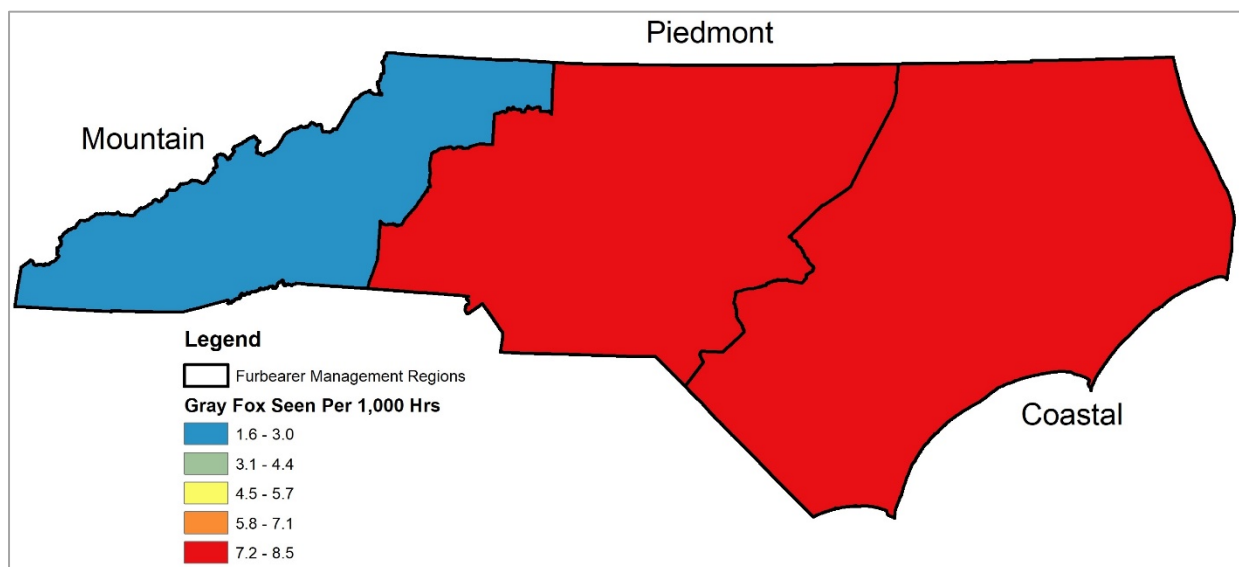 Piedmont
Mountain
Coastal
Legend
Furbearer Management Regions
Gray Fox Seen Per 1,000 Hrs
1.6 - 3.0
3.1 - 4.4
4.5 - 5.7
5.8 - 7.1
7.2 - 8.5